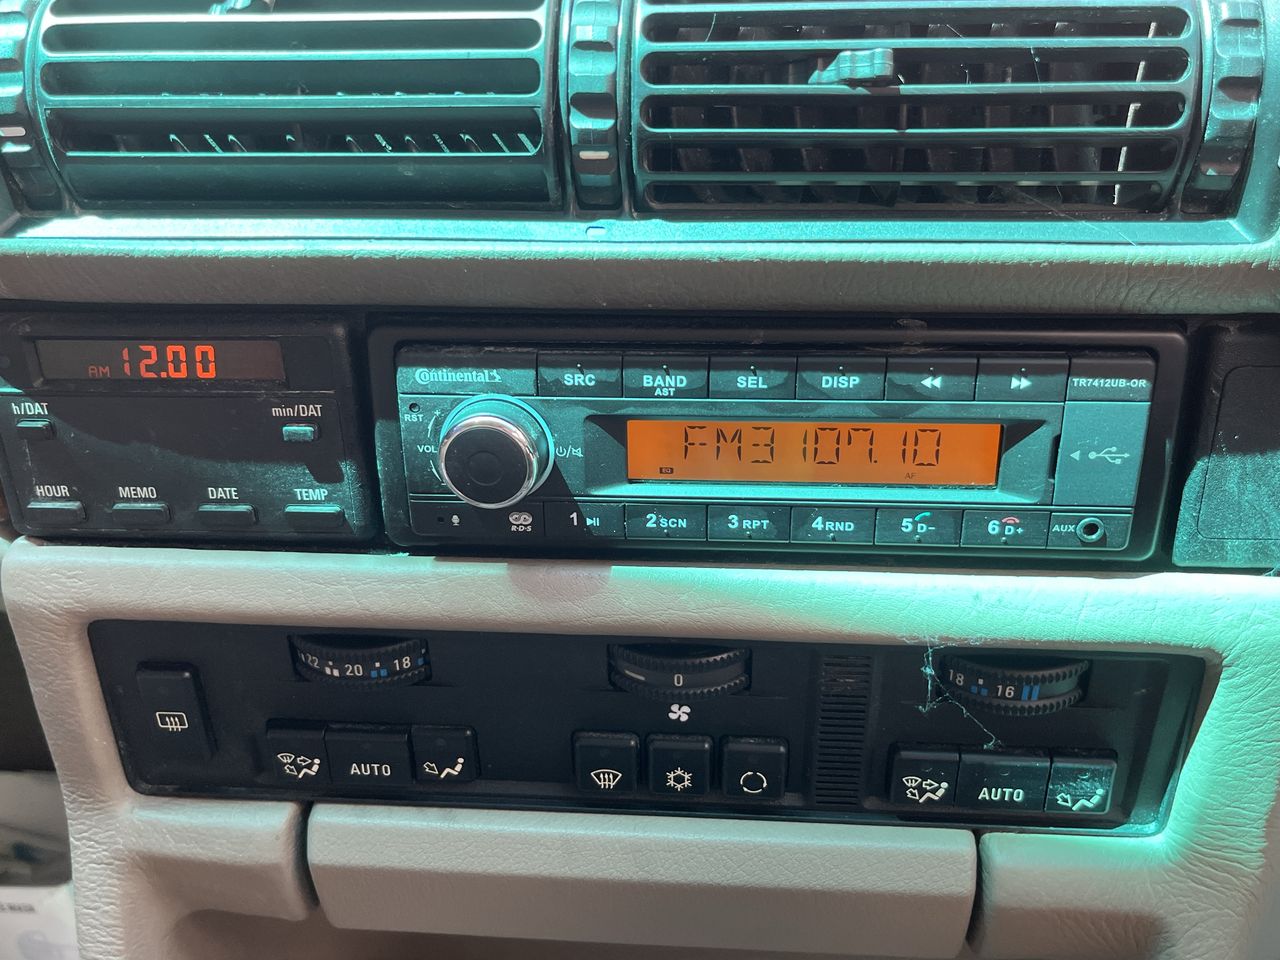 AM 12.00
h/DAT
min/DAT
HOUR
MEMO
DATE
TEMP
Continental
SRC
BAND
AST
SEL
DISP
TR7412UB-OR
RST
VOL
+
FM3 107.10
EQ
AF
R·D·S
1
2 SCN
3 RPT
4 RND
5 D-
6 D+
AUX
22 20 18
0
18 16
AUTO
AUTO